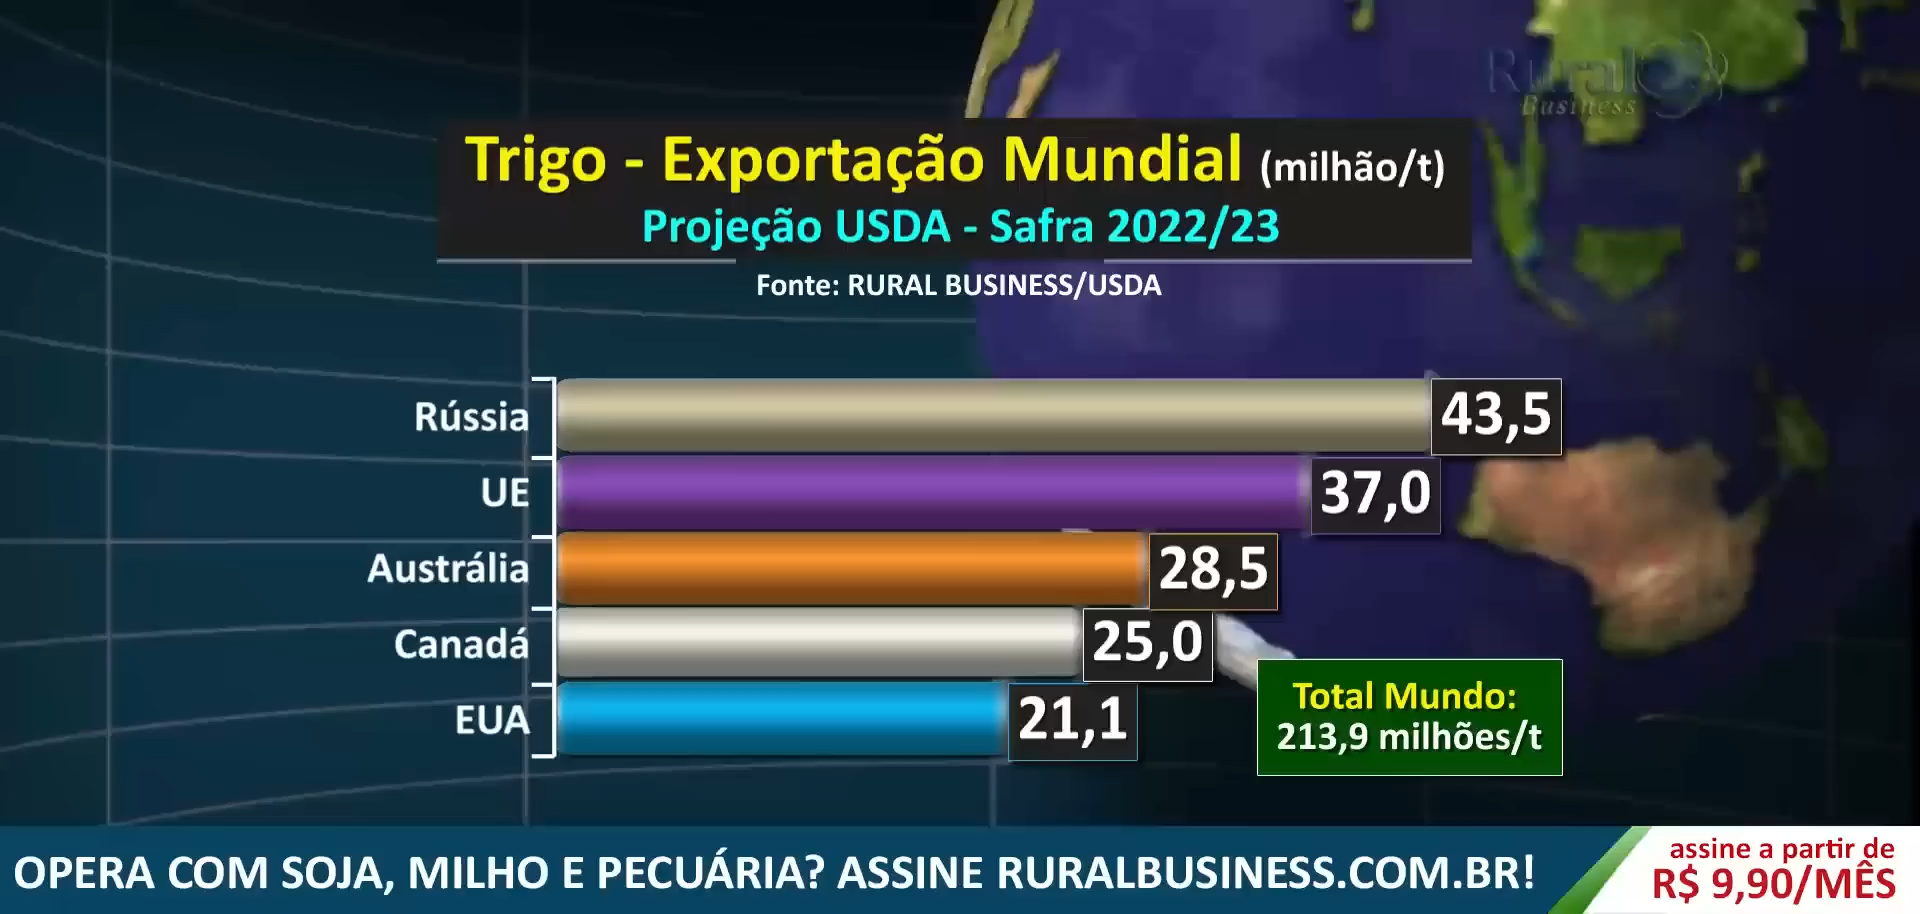 Rural
Business
Trigo - Exportação Mundial (milhão/t)
Projeção USDA - Safra 2022/23
Fonte: RURAL BUSINESS/USDA
Rússia 43,5
UE 37,0
Austrália 28,5
Canadá 25,0
EUA 21,1
Total Mundo:
213,9 milhões/t
OPERA COM SOJA, MILHO E PECUÁRIA? ASSINE RURALBUSINESS.COM.BR!
assine a partir de
R$ 9,90/MÊS